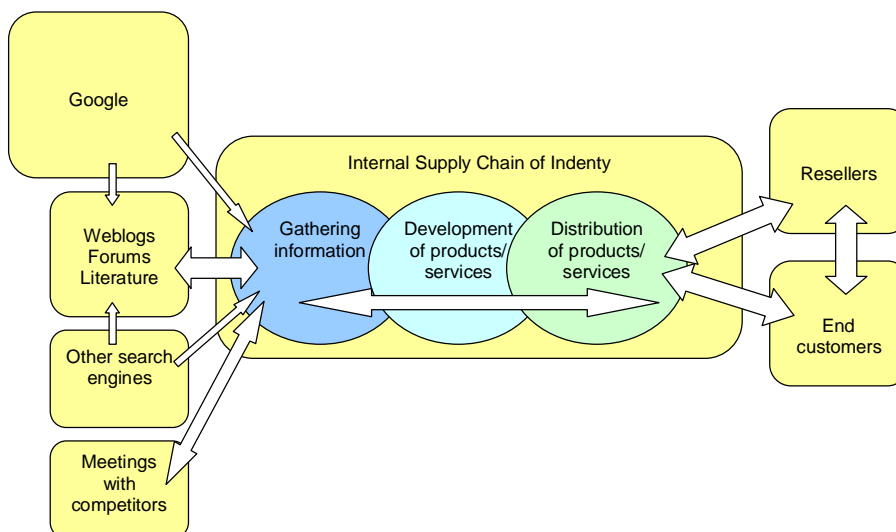 Google
Weblogs
Forums
Literature
Other search
engines
Meetings
with
competitors
Internal Supply Chain of Indenty
Gathering
information
Development
of products/
services
Distribution
of products/
services
Resellers
End
customers